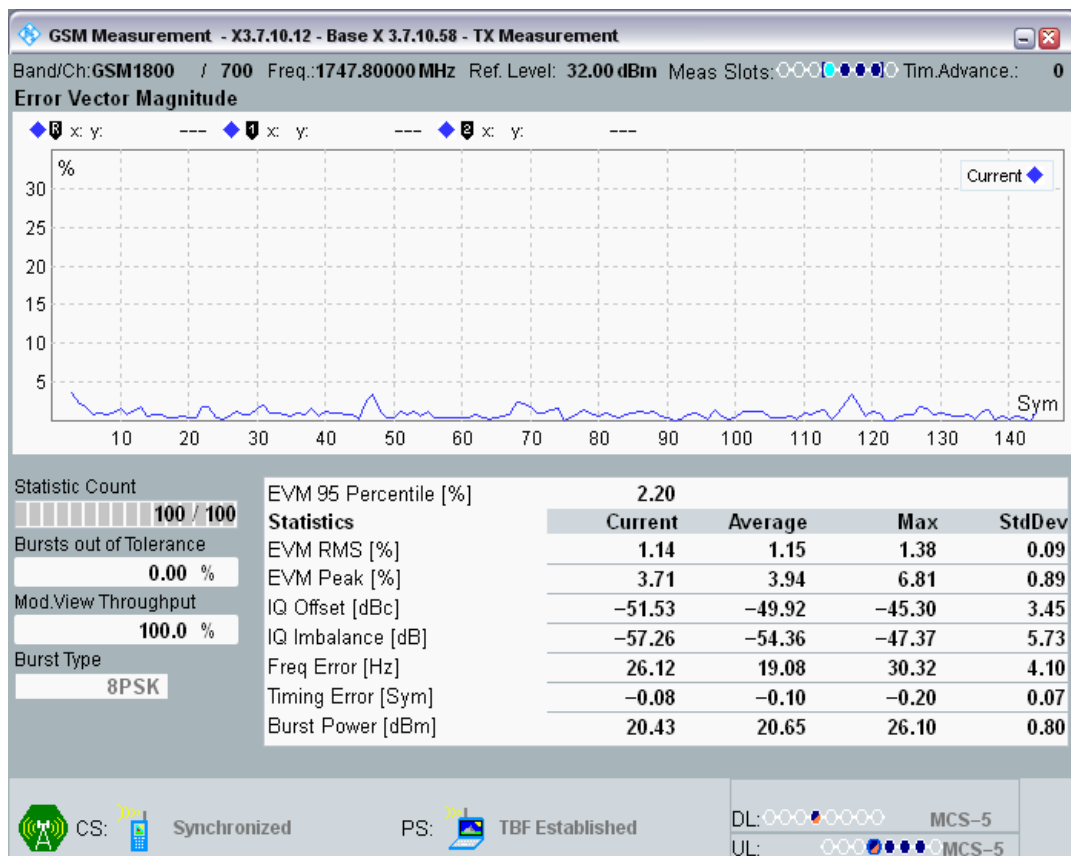 GSM Measurement - X3.7.10.12 - Base X 3.7.10.58 - TX Measurement
Band/Ch:GSM1800 / 700 Freq.:1747.80000 MHz Ref. Level: 32.00 dBm Meas Slots: Tim.Advance.: 0
Error Vector Magnitude
R x: y: --- 1 x: y: --- 2 x: y: ---
%
Current
30
25
20
15
10
5
Sym
10 20 30 40 50 60 70 80 90 100 110 120 130 140
Statistic Count
100 / 100
Bursts out of Tolerance
0.00 %
Mod.View Throughput
100.0 %
Burst Type
8PSK
EVM 95 Percentile [%] 2.20
Statistics Current Average Max StdDev
EVM RMS [%] 1.14 1.15 1.38 0.09
EVM Peak [%] 3.71 3.94 6.81 0.89
IQ Offset [dBc] −51.53 −49.92 −45.30 3.45
IQ Imbalance [dB] −57.26 −54.36 −47.37 5.73
Freq Error [Hz] 26.12 19.08 30.32 4.10
Timing Error [Sym] −0.08 −0.10 −0.20 0.07
Burst Power [dBm] 20.43 20.65 26.10 0.80
CS: Synchronized PS: TBF Established
DL: MCS−5
UL: MCS−5